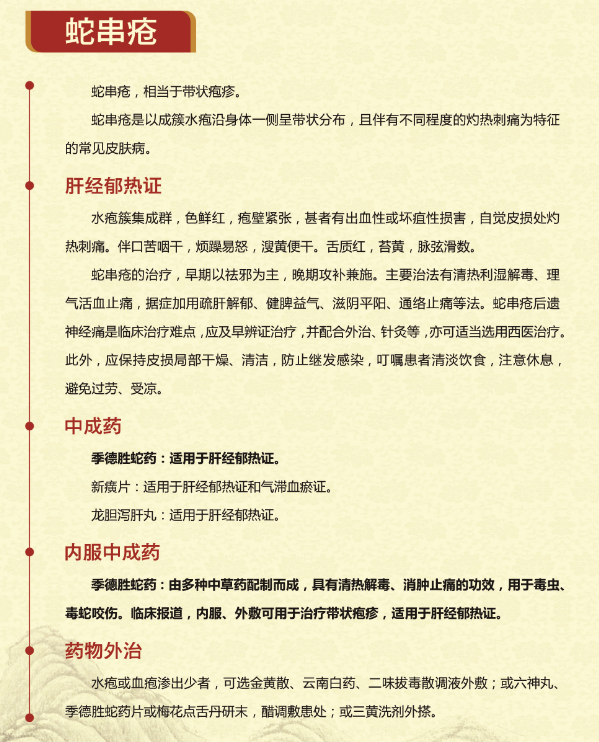 蛇串疮
蛇串疮，相当于带状疱疹。
蛇串疮是以成簇水疱沿身体一侧呈带状分布，且伴有不同程度的灼热刺痛为特征
的常见皮肤病。
肝经郁热证
水疱簇集成群，色鲜红，疱壁紧张，甚者有出血性或坏疽性损害，自觉皮损处灼
热刺痛。伴口苦咽干，烦躁易怒，溲黄便干。舌质红，苔黄，脉弦滑数。
蛇串疮的治疗，早期以祛邪为主，晚期攻补兼施。主要治法有清热利湿解毒、理
气活血止痛，据症加用疏肝解郁、健脾益气、滋阴平阳、通络止痛等法。蛇串疮后遗
神经痛是临床治疗难点，应及早辨证治疗，并配合外治、针灸等，亦可适当选用西医治疗。
此外，应保持皮损局部干燥、清洁，防止继发感染，叮嘱患者清淡饮食，注意休息，
避免过劳、受凉。
中成药
季德胜蛇药：适用于肝经郁热证。
新癀片：适用于肝经郁热证和气滞血瘀证。
龙胆泻肝丸：适用于肝经郁热证。
内服中成药
季德胜蛇药：由多种中草药配制而成，具有清热解毒、消肿止痛的功效，用于毒虫、
毒蛇咬伤。临床报道，内服、外敷可用于治疗带状疱疹，适用于肝经郁热证。
药物外治
水疱或血疱渗出少者，可选金黄散、云南白药、二味拔毒散调液外敷；或六神丸、
季德胜蛇药片或梅花点舌丹研末，醋调敷患处；或三黄洗剂外搽。